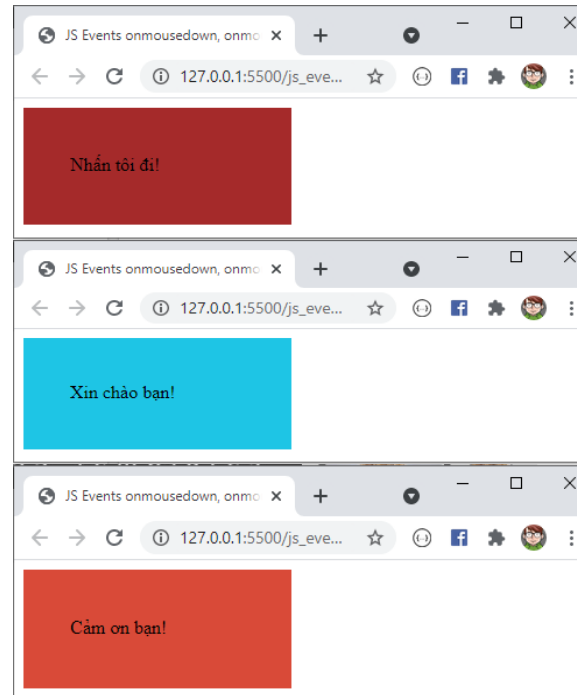 JS Events onmousedown, onmo
127.0.0.1:5500/js_eve...
Nhấn tôi đi!
JS Events onmousedown, onmo
127.0.0.1:5500/js_eve...
Xin chào bạn!
JS Events onmousedown, onmo
127.0.0.1:5500/js_eve...
Cảm ơn bạn!